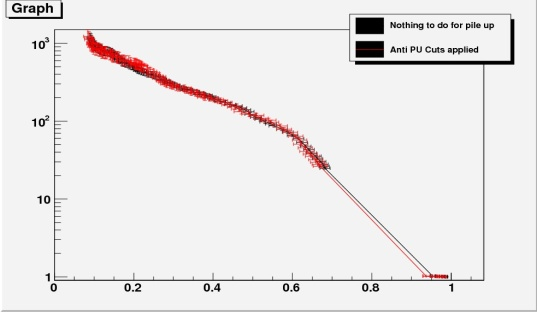 Graph
Nothing to do for pile up
Anti PU Cuts applied
10³
10²
10
1
0 0.2 0.4 0.6 0.8 1